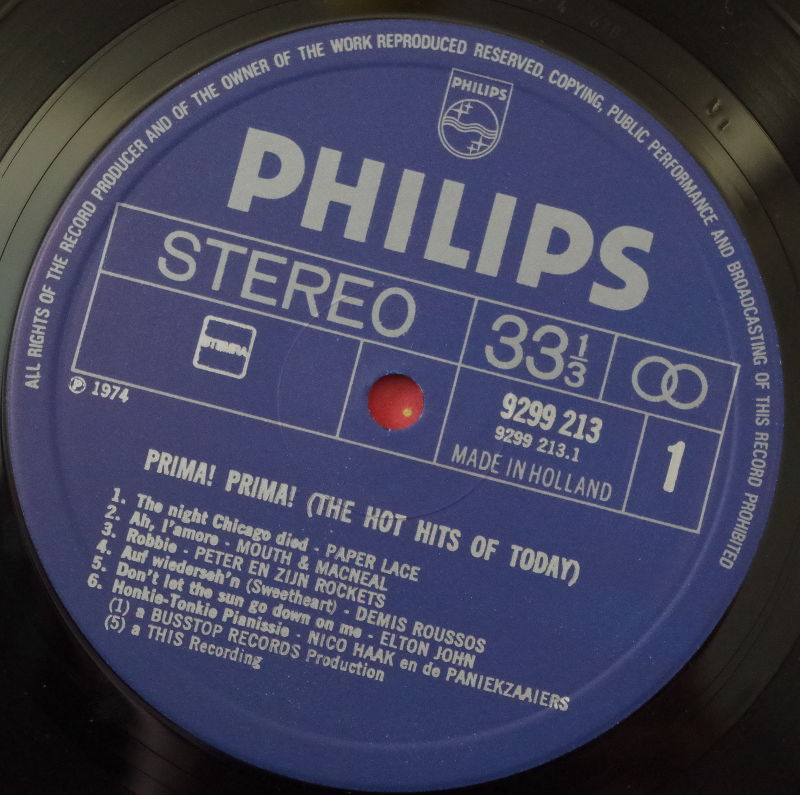 ALL RIGHTS OF THE RECORD PRODUCER AND OF THE OWNER OF THE WORK REPRODUCED RESERVED. COPYING, PUBLIC PERFORMANCE AND BROADCASTING OF THIS RECORD PROHIBITED
PHILIPS
PHILIPS
STEREO
33 1/3
STEMRA
9299 213
9299 213.1
MADE IN HOLLAND
1
℗ 1974
PRIMA! PRIMA! (THE HOT HITS OF TODAY)
1. The night Chicago died - PAPER LACE
2. Ah, l'amore - MOUTH & MACNEAL
3. Robbie - PETER EN ZIJN ROCKETS
4. Auf wiederseh'n (Sweetheart) - DEMIS ROUSSOS
5. Don't let the sun go down on me - ELTON JOHN
6. Honkie-Tonkie Pianissie - NICO HAAK en de PANIEKZAAIERS
(1) a BUSSTOP RECORDS Production
(5) a THIS Recording